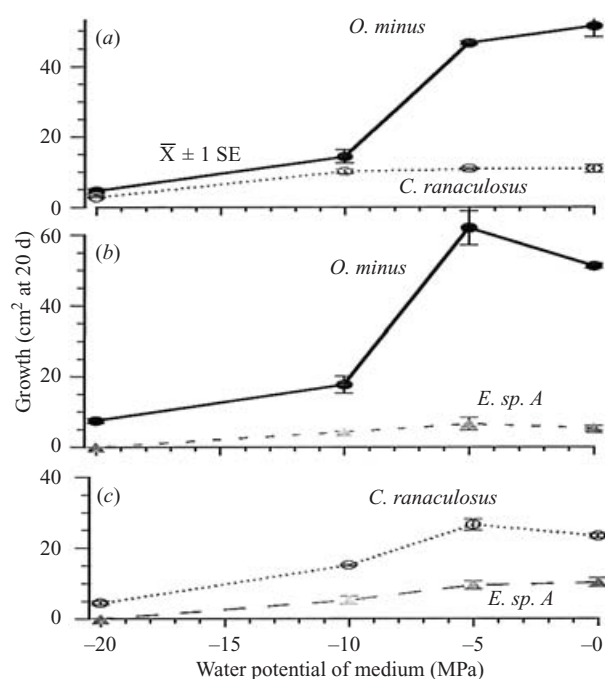 (a)
O. minus
40
20
X̅ ± 1 SE
C. ranaculosus
0
60
(b)
O. minus
40
20
E. sp. A
0
Growth (cm² at 20 d)
40
(c)
C. ranaculosus
20
E. sp. A
0
–20 –15 –10 –5 –0
Water potential of medium (MPa)